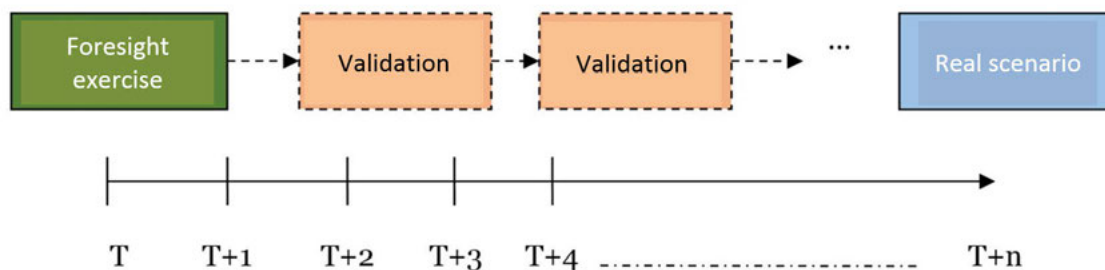 Foresight
exercise
Validation
Validation
...
Real scenario
T
T+1
T+2
T+3
T+4
T+n